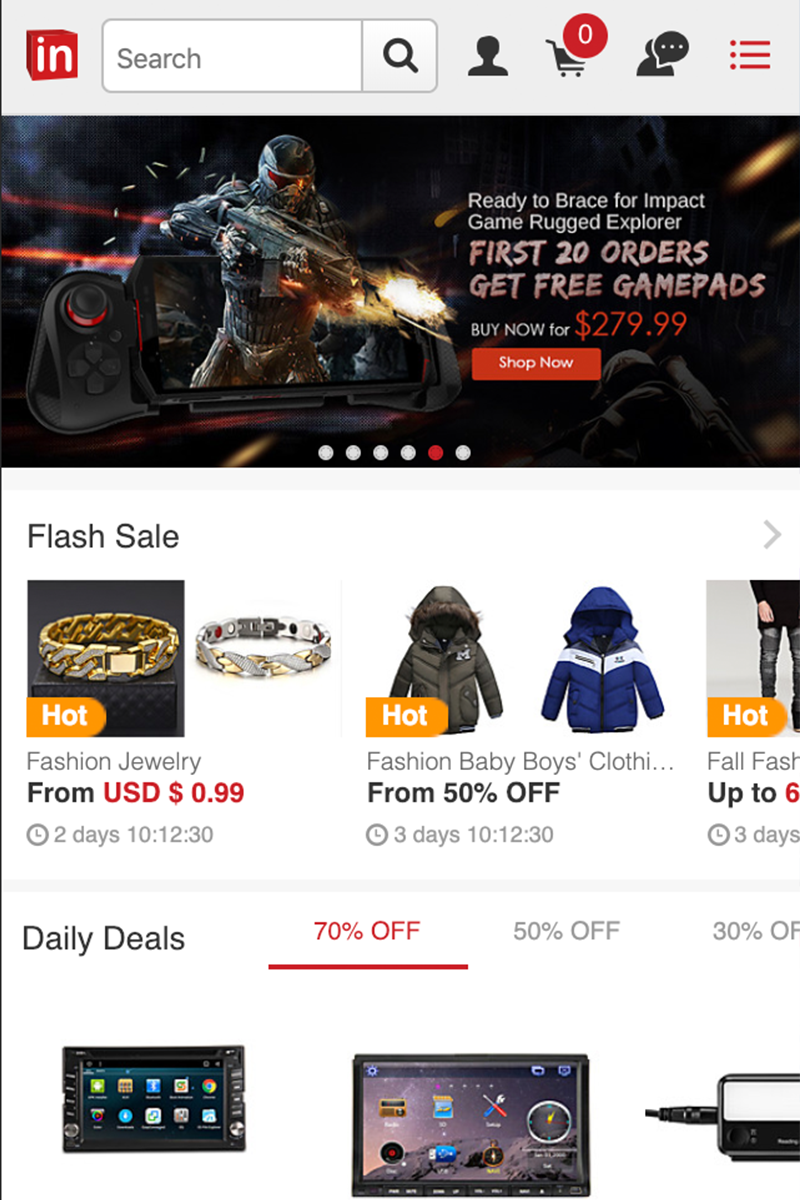 in
Search
0
Ready to Brace for Impact
Game Rugged Explorer
FIRST 20 ORDERS
GET FREE GAMEPADS
BUY NOW for $279.99
Shop Now
Flash Sale
Hot
Hot
Hot
Fashion Jewelry
Fashion Baby Boys' Clothi...
Fall Fash
From USD $ 0.99
From 50% OFF
Up to 6
2 days 10:12:30
3 days 10:12:30
3 days
Daily Deals
70% OFF
50% OFF
30% OF